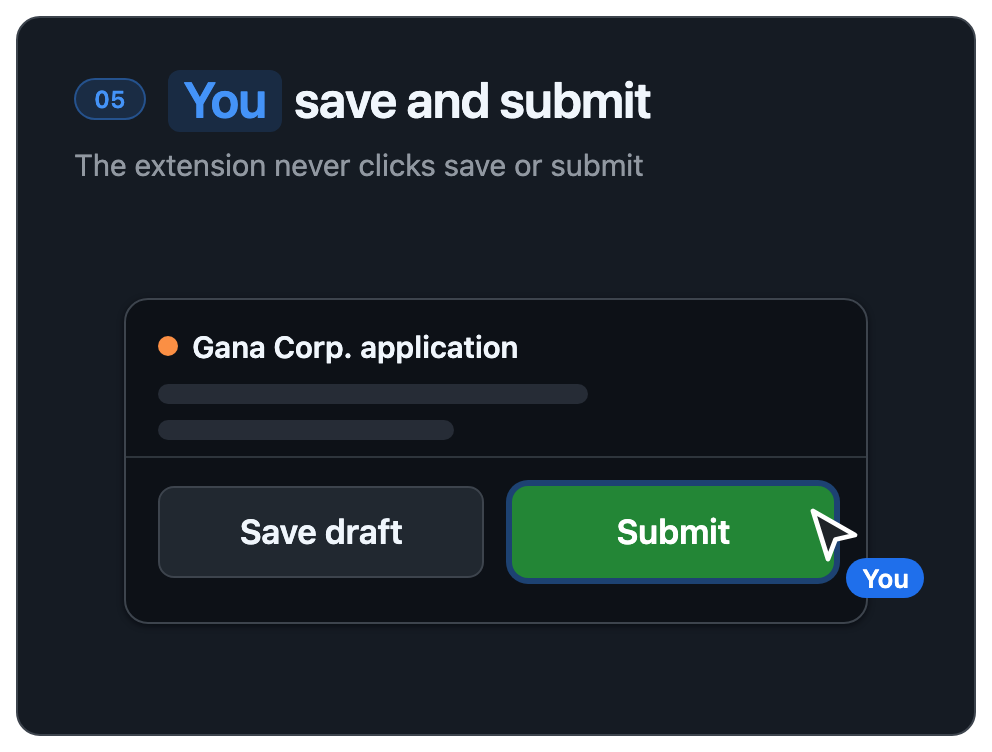 05 You save and submit
The extension never clicks save or submit
Gana Corp. application
Save draft Submit
You